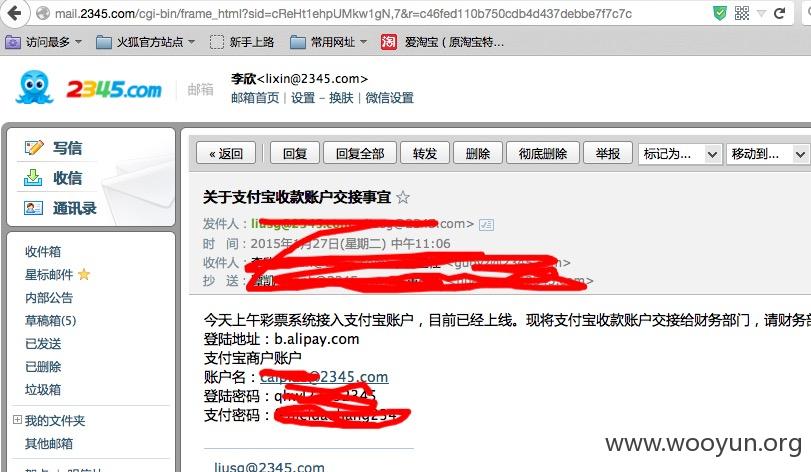 mail.2345.com/cgi-bin/frame_html?sid=cReHt1ehpUMkw1gN,7&r=c46fed110b750cdb4d437debbe7f7c7c
访问最多 火狐官方站点 新手上路 常用网址 爱淘宝（原淘宝特...
2345.com 邮箱
李欣<lixin@2345.com>
邮箱首页 | 设置 - 换肤 | 微信设置
写信
收信
通讯录
收件箱
星标邮件
内部公告
草稿箱(5)
已发送
已删除
垃圾箱
我的文件夹
其他邮箱
« 返回 回复 回复全部 转发 删除 彻底删除 举报 标记为... 移动到...
关于支付宝收款账户交接事宜
发件人：
时 间：2015年 月27日(星期二) 中午11:06
收件人：
抄 送：
今天上午彩票系统接入支付宝账户，目前已经上线。现将支付宝收款账户交接给财务部门，请财务
登陆地址：b.alipay.com
支付宝商户账户
账户名： @2345.com
登陆密码：
支付密码：
liusg@2345.com
www.wooyun.org